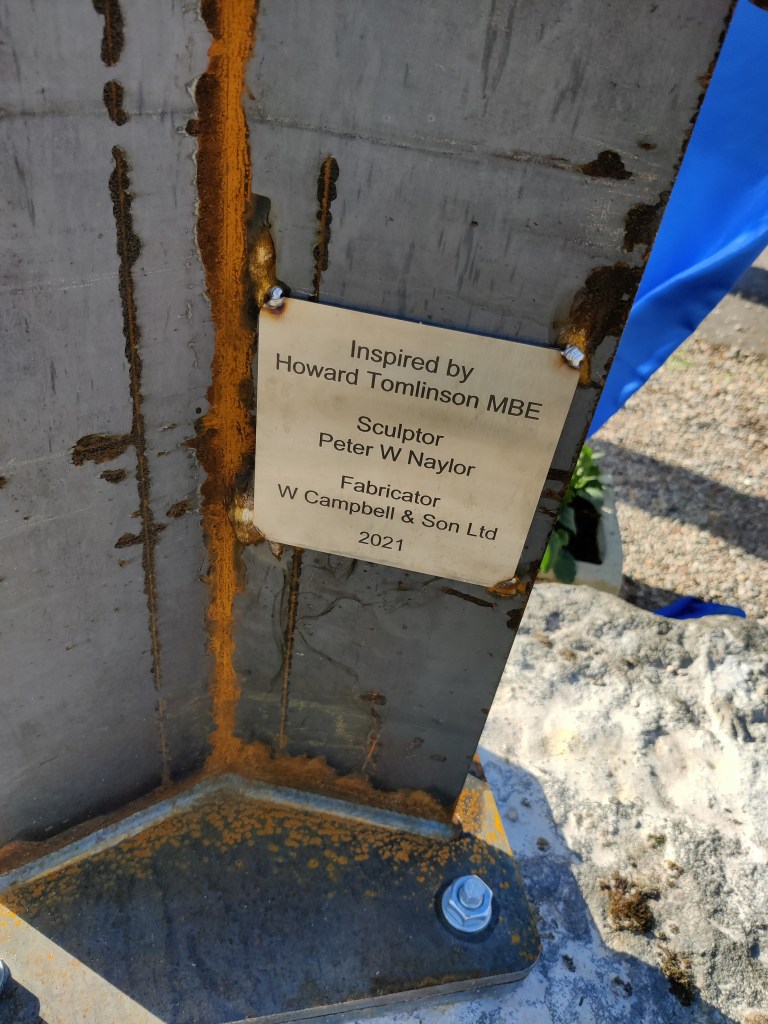 Inspired by
Howard Tomlinson MBE
Sculptor
Peter W Naylor
Fabricator
W Campbell & Son Ltd
2021